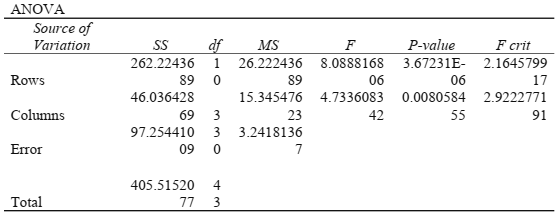 ANOVA
Source of
Variation SS df MS F P-value F crit
262.22436 1 26.222436 8.0888168 3.67231E- 2.1645799
Rows 89 0 89 06 06 17
46.036428 15.345476 4.7336083 0.0080584 2.9222771
Columns 69 3 23 42 55 91
97.254410 3 3.2418136
Error 09 0 7
405.51520 4
Total 77 3